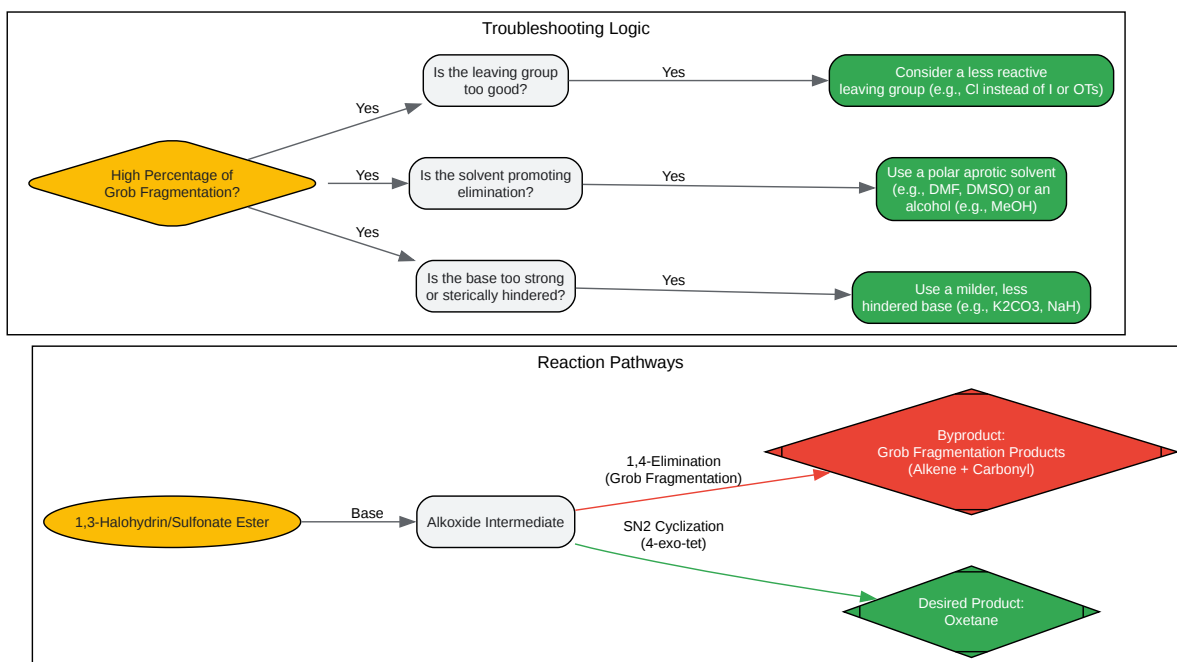 Troubleshooting Logic
Is the leaving group
too good?
Yes
Consider a less reactive
leaving group (e.g., Cl instead of I or OTs)
Yes
High Percentage of
Grob Fragmentation?
Yes
Is the solvent promoting
elimination?
Yes
Use a polar aprotic solvent
(e.g., DMF, DMSO) or an
alcohol (e.g., MeOH)
Yes
Is the base too strong
or sterically hindered?
Yes
Use a milder, less
hindered base (e.g., K2CO3, NaH)
Reaction Pathways
1,3-Halohydrin/Sulfonate Ester
Base
Alkoxide Intermediate
1,4-Elimination
(Grob Fragmentation)
Byproduct:
Grob Fragmentation Products
(Alkene + Carbonyl)
SN2 Cyclization
(4-exo-tet)
Desired Product:
Oxetane